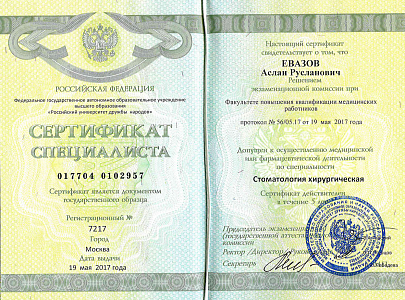 РОССИЙСКАЯ ФЕДЕРАЦИЯ
Федеральное государственное автономное образовательное учреждение
высшего образования
«Российский университет дружбы народов»
СЕРТИФИКАТ
СПЕЦИАЛИСТА
017704 0102957
Сертификат является документом
государственного образца
Регистрационный №
7217
Город
Москва
Дата выдачи
19 мая 2017 года
Настоящий сертификат
свидетельствует о том, что
ЕВАЗОВ
Аслан Русланович
Решением
экзаменационной комиссии при
Факультете повышения квалификации медицинских
работников
протокол № 56/05.17 от 19 мая 2017 года
Допущен к осуществлению медицинской
или фармацевтической деятельности
по специальности
Стоматология хирургическая
Сертификат действителен
в течение 5
Председатель
комиссии
Ректор
Секретарь